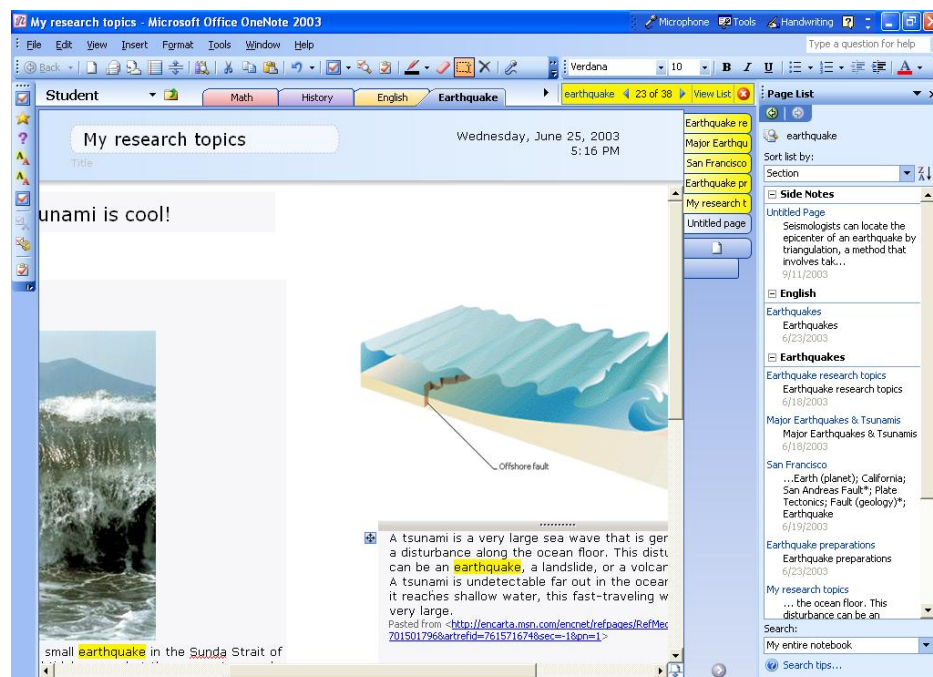 My research topics - Microsoft Office OneNote 2003
Microphone Tools Handwriting
File Edit View Insert Format Tools Window Help
Type a question for help
Back
Verdana 10 B I U A
Student
Math History English Earthquake
earthquake 23 of 38 View List
Page List
My research topics
Title
Wednesday, June 25, 2003
5:16 PM
Earthquake re
Major Earthqu
San Francisco
Earthquake pr
My research t
Untitled page
unami is cool!
Offshore fault
A tsunami is a very large sea wave that is ger
a disturbance along the ocean floor. This distu
can be an earthquake, a landslide, or a volcar
A tsunami is undetectable far out in the ocear
it reaches shallow water, this fast-traveling w
very large.
Pasted from <http://encarta.msn.com/encnet/refpages/RefMec
701501796&artrefid=761571674&sec=-1&pn=1>
small earthquake in the Sunda Strait of
earthquake
Sort list by:
Section
Side Notes
Untitled Page
Seismologists can locate the
epicenter of an earthquake by
triangulation, a method that
involves tak...
9/11/2003
English
Earthquakes
Earthquakes
6/23/2003
Earthquakes
Earthquake research topics
Earthquake research topics
6/18/2003
Major Earthquakes & Tsunamis
Major Earthquakes & Tsunamis
6/18/2003
San Francisco
...Earth (planet); California;
San Andreas Fault*; Plate
Tectonics; Fault (geology)*;
Earthquake
6/19/2003
Earthquake preparations
Earthquake preparations
6/23/2003
My research topics
... the ocean floor. This
disturbance can be an
Search:
My entire notebook
Search tips...